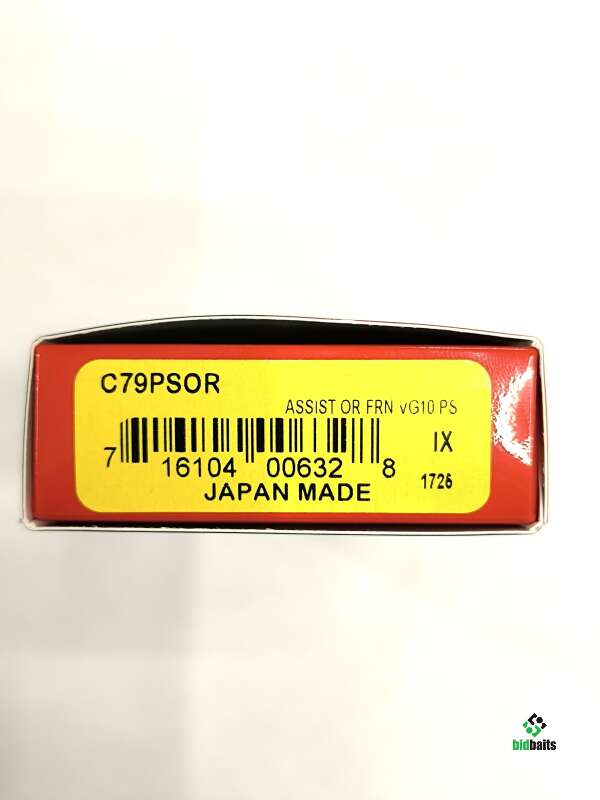 C79PSOR
ASSIST OR FRN VG10 PS
IX
7 16104 00632 8
1726
JAPAN MADE
bidbaits